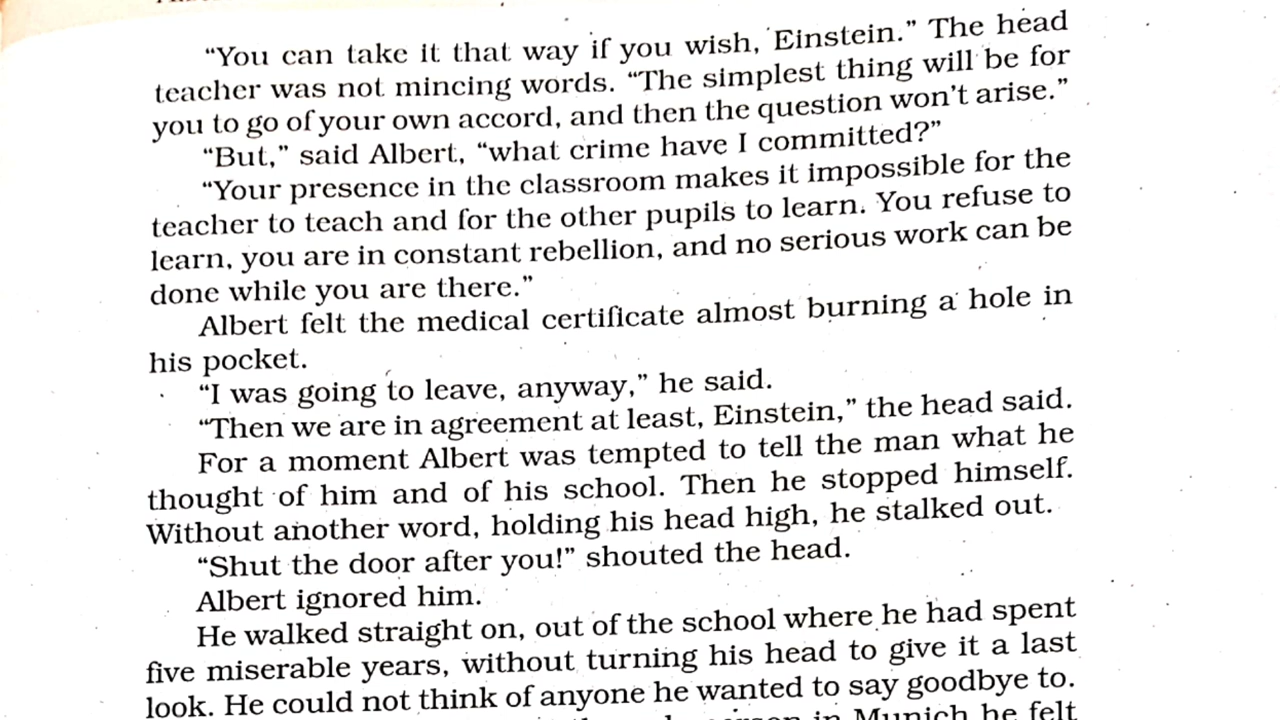 “You can take it that way if you wish, Einstein.” The head
teacher was not mincing words. “The simplest thing will be for
you to go of your own accord, and then the question won’t arise.”
“But,” said Albert, “what crime have I committed?”
“Your presence in the classroom makes it impossible for the
teacher to teach and for the other pupils to learn. You refuse to
learn, you are in constant rebellion, and no serious work can be
done while you are there.”
Albert felt the medical certificate almost burning a hole in
his pocket.
“I was going to leave, anyway,” he said.
“Then we are in agreement at least, Einstein,” the head said.
For a moment Albert was tempted to tell the man what he
thought of him and of his school. Then he stopped himself.
Without another word, holding his head high, he stalked out.
“Shut the door after you!” shouted the head.
Albert ignored him.
He walked straight on, out of the school where he had spent
five miserable years, without turning his head to give it a last
look. He could not think of anyone he wanted to say goodbye to.
in Munich he felt